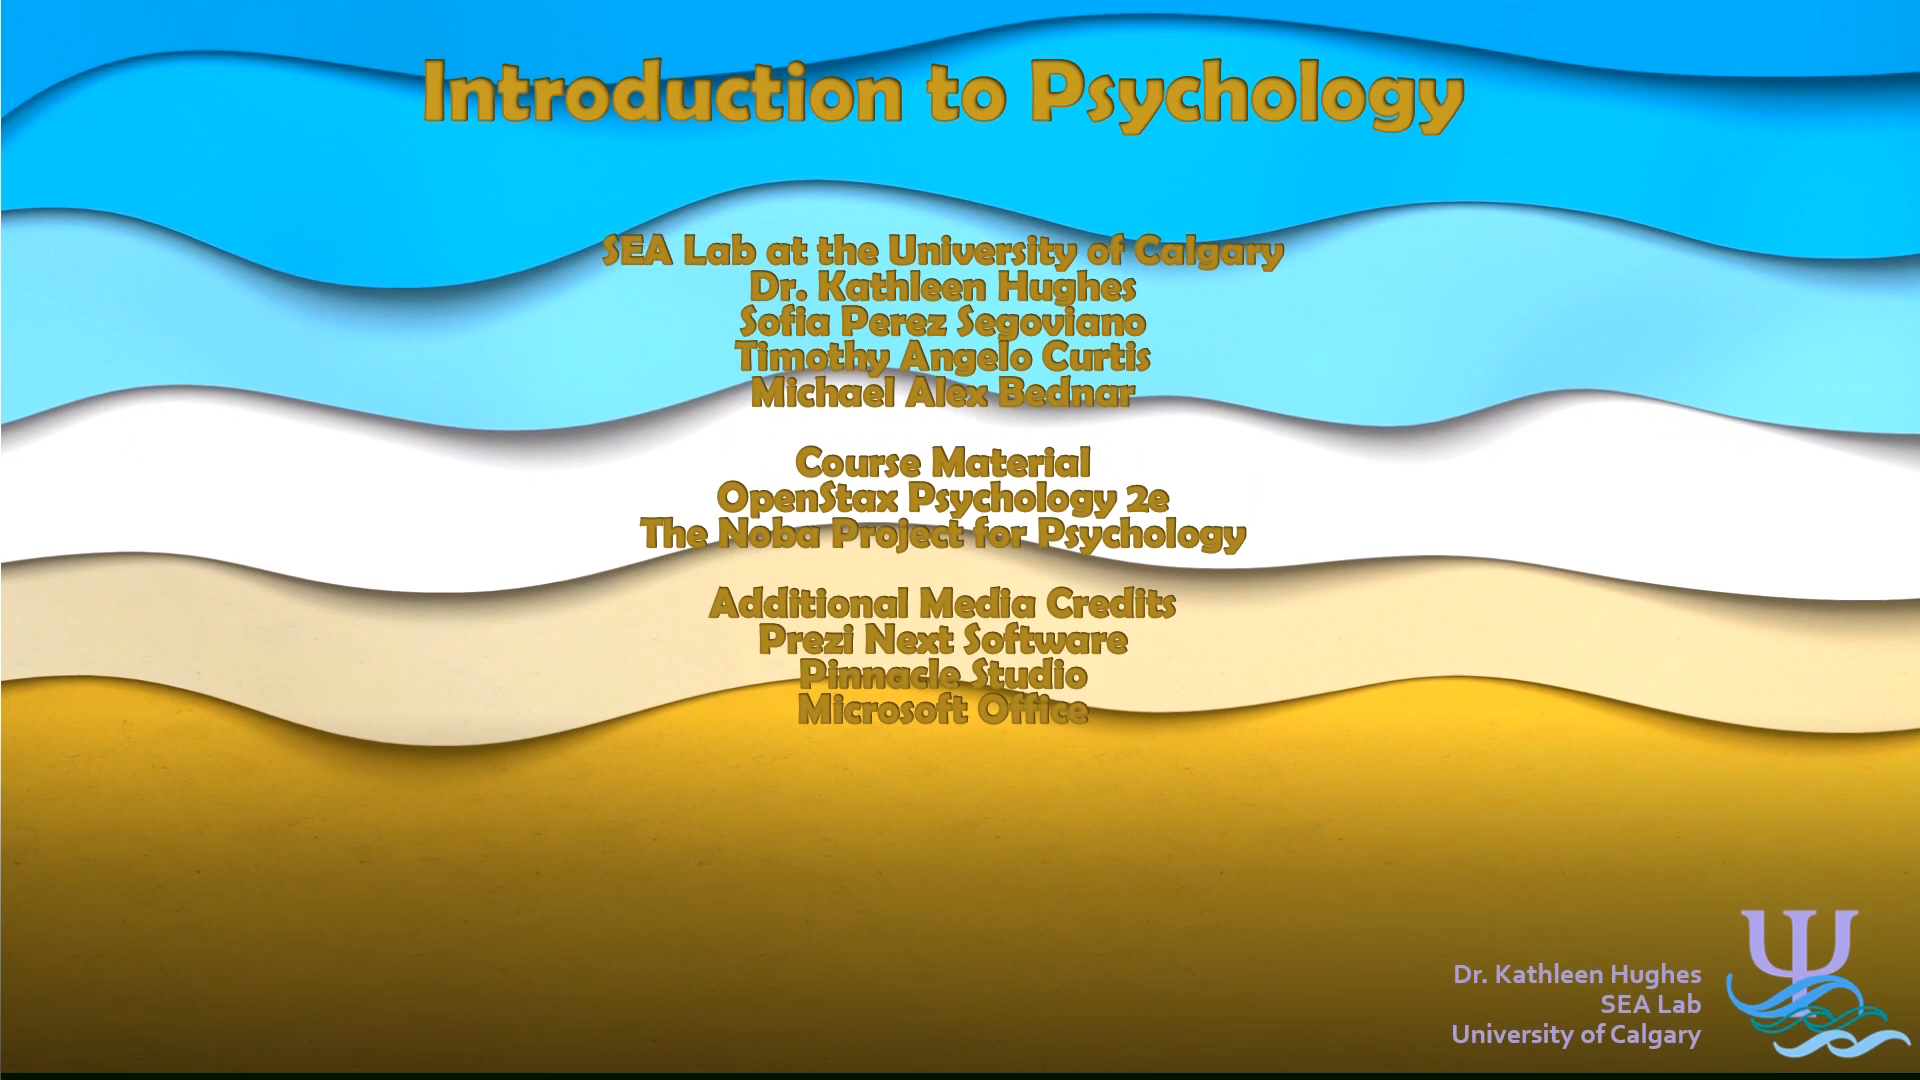 Introduction to Psychology
SEA Lab at the University of Calgary
Dr. Kathleen Hughes
Sofia Perez Segoviano
Timothy Angelo Curtis
Michael Alex Bednar
Course Material
OpenStax Psychology 2e
The Noba Project for Psychology
Additional Media Credits
Prezi Next Software
Pinnacle Studio
Microsoft Office
Dr. Kathleen Hughes
SEA Lab
University of Calgary